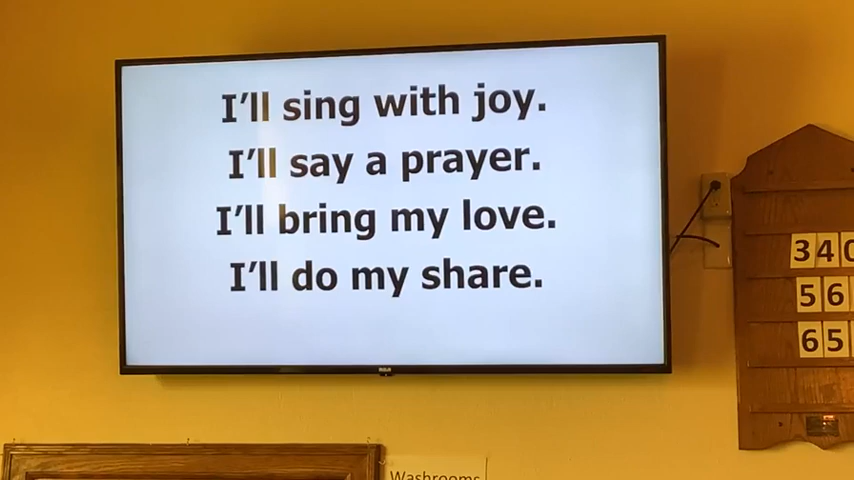 I'll sing with joy.
I'll say a prayer.
I'll bring my love.
I'll do my share.
RCA
340
56
65
Washrooms